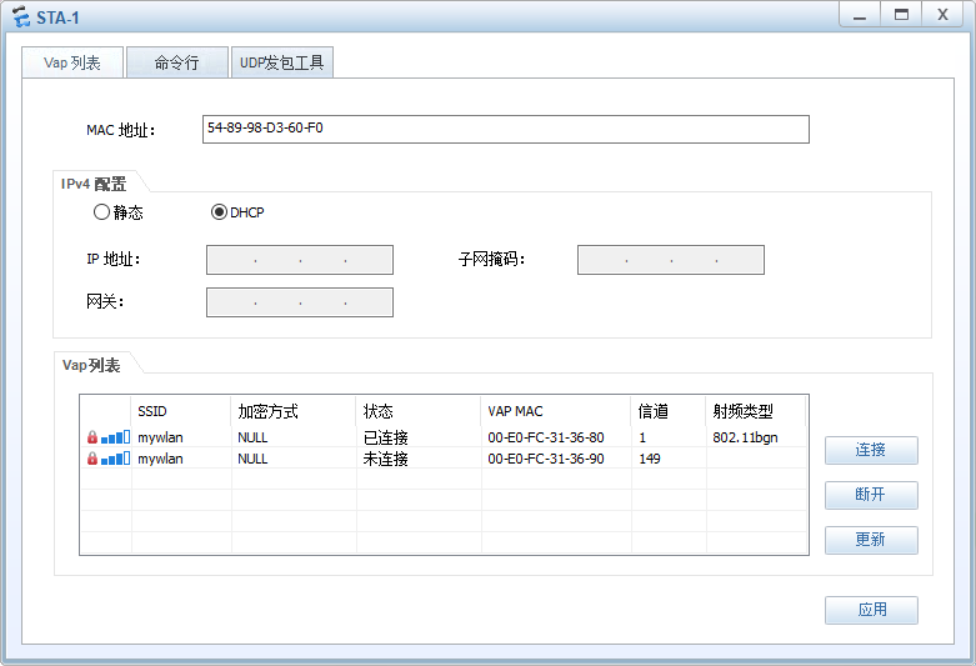 STA-1
Vap 列表 命令行 UDP发包工具
MAC 地址: 54-89-98-D3-60-F0
IPv4 配置
静态 DHCP
IP 地址: . . . 子网掩码: . . .
网关: . . .
Vap列表
SSID 加密方式 状态 VAP MAC 信道 射频类型
mywlan NULL 已连接 00-E0-FC-31-36-80 1 802.11bgn
mywlan NULL 未连接 00-E0-FC-31-36-90 149
连接
断开
更新
应用